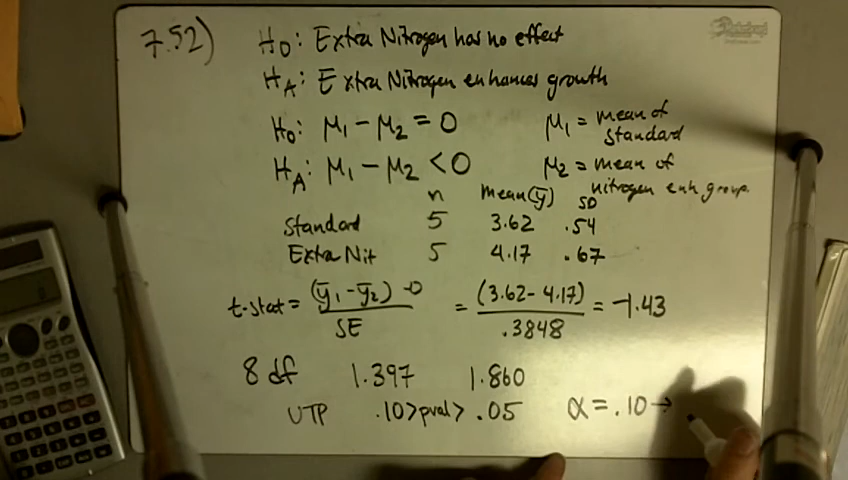 7.52)
H0: Extra Nitrogen has no effect
HA: Extra Nitrogen enhances growth
H0: μ1 − μ2 = 0
μ1 = mean of standard
HA: μ1 − μ2 < 0
μ2 = mean of nitrogen enh group.
n mean(ȳ) SD
Standard 5 3.62 .54
Extra Nit 5 4.17 .67
t-stat = (ȳ1 − ȳ2) − 0 / SE = (3.62 − 4.17) / .3848 = −1.43
8 df 1.397 1.860
UTP .10 > pval > .05 α = .10 →